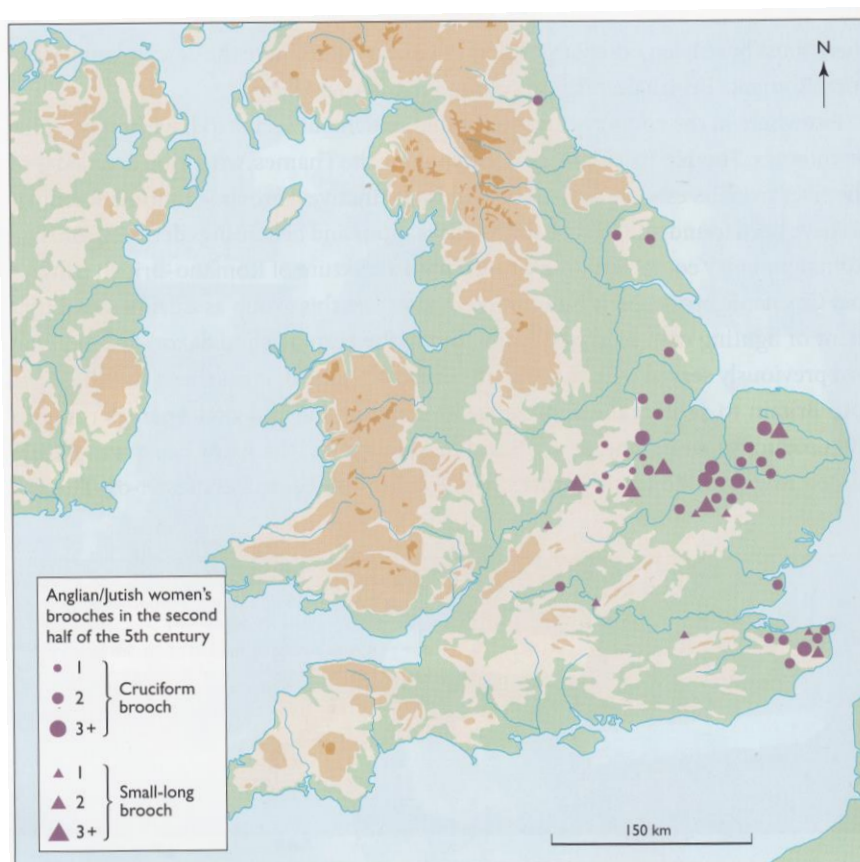 N
Anglian/Jutish women's
brooches in the second
half of the 5th century
1
2
3+
Cruciform
brooch
1
2
3+
Small-long
brooch
150 km